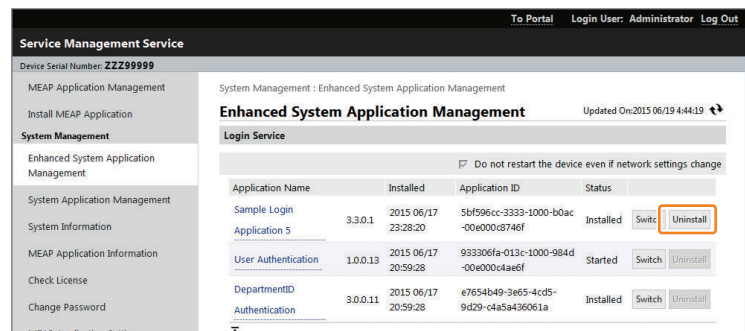 To Portal Login User: Administrator Log Out
Service Management Service
Device Serial Number: ZZZ99999
MEAP Application Management
Install MEAP Application
System Management
Enhanced System Application
Management
System Application Management
System Information
MEAP Application Information
Check License
Change Password
System Management : Enhanced System Application Management
Enhanced System Application Management
Updated On:2015 06/19 4:44:19
Login Service
Do not restart the device even if network settings change
Application Name Installed Application ID Status
Sample Login
Application 5
3.3.0.1
2015 06/17
23:28:20
5bf596cc-3333-1000-b0ac
-00e000c8746f
Installed
Switc
Uninstall
User Authentication
1.0.0.13
2015 06/17
20:59:28
933306fa-013c-1000-984d
-00e000c4ae6f
Started
Switch
Uninstall
DepartmentID
Authentication
3.0.0.11
2015 06/17
20:59:28
e7654b49-3e65-4cd5-
9d29-c4a5a436061a
Installed
Switch
Uninstall